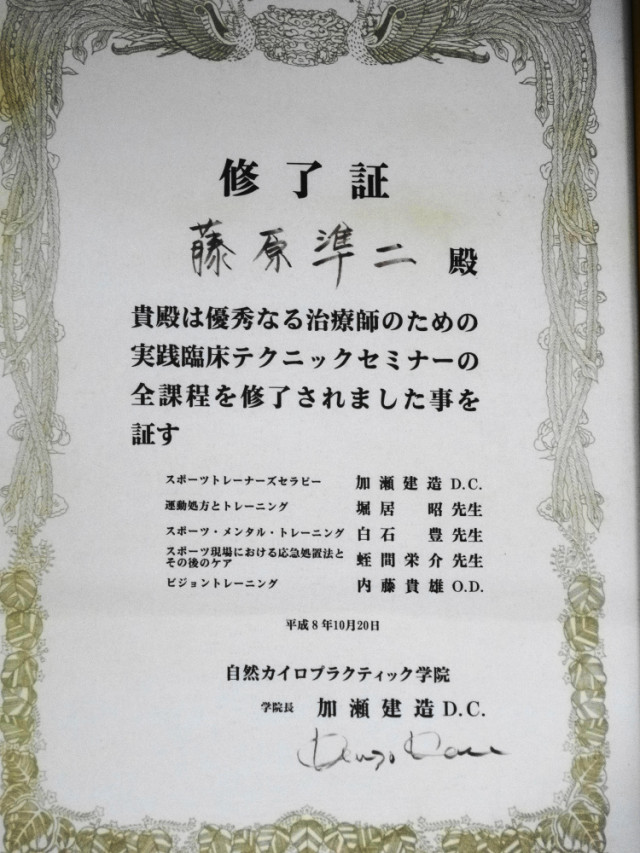 修了証
藤原準二 殿
貴殿は優秀なる治療師のための
実践臨床テクニックセミナーの
全課程を修了されました事を
証す
スポーツトレーナーズセラピー 加瀬建造 D.C.
運動処方とトレーニング 堀居 昭 先生
スポーツ・メンタル・トレーニング 白石 豊 先生
スポーツ現場における応急処置法と
その後のケア 蛭間栄介 先生
ビジョントレーニング 内藤貴雄 O.D.
平成8年10月20日
自然カイロプラクティック学院
学院長 加瀬建造 D.C.
Kenzo Kase